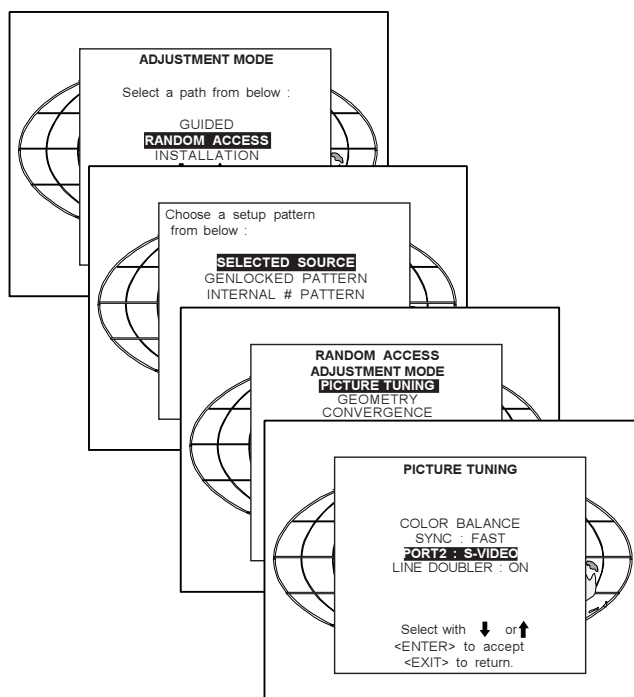 ADJUSTMENT MODE
Select a path from below :
GUIDED
RANDOM ACCESS
INSTALLATION
Choose a setup pattern
from below :
SELECTED SOURCE
GENLOCKED PATTERN
INTERNAL # PATTERN
RANDOM ACCESS
ADJUSTMENT MODE
PICTURE TUNING
GEOMETRY
CONVERGENCE
PICTURE TUNING
COLOR BALANCE
SYNC : FAST
PORT2 : S-VIDEO
LINE DOUBLER : ON
Select with ⬇ or ⬆
<ENTER> to accept
<EXIT> to return.